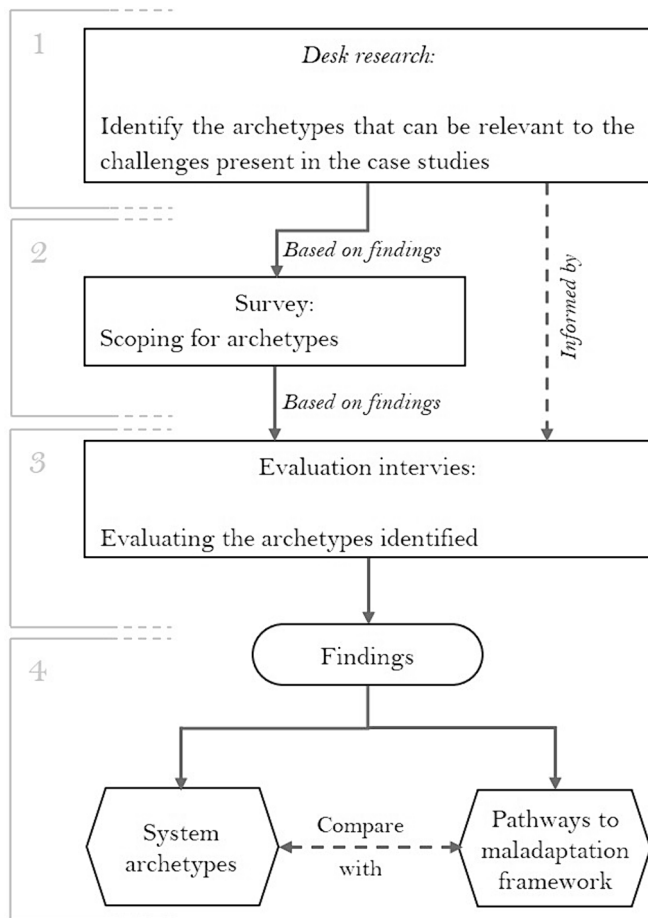 1
Desk research:
Identify the archetypes that can be relevant to the
challenges present in the case studies
2
Based on findings
Informed by
Survey:
Scoping for archetypes
Based on findings
3
Evaluation intervies:
Evaluating the archetypes identified
4
Findings
System
archetypes
Compare
with
Pathways to
maladaptation
framework